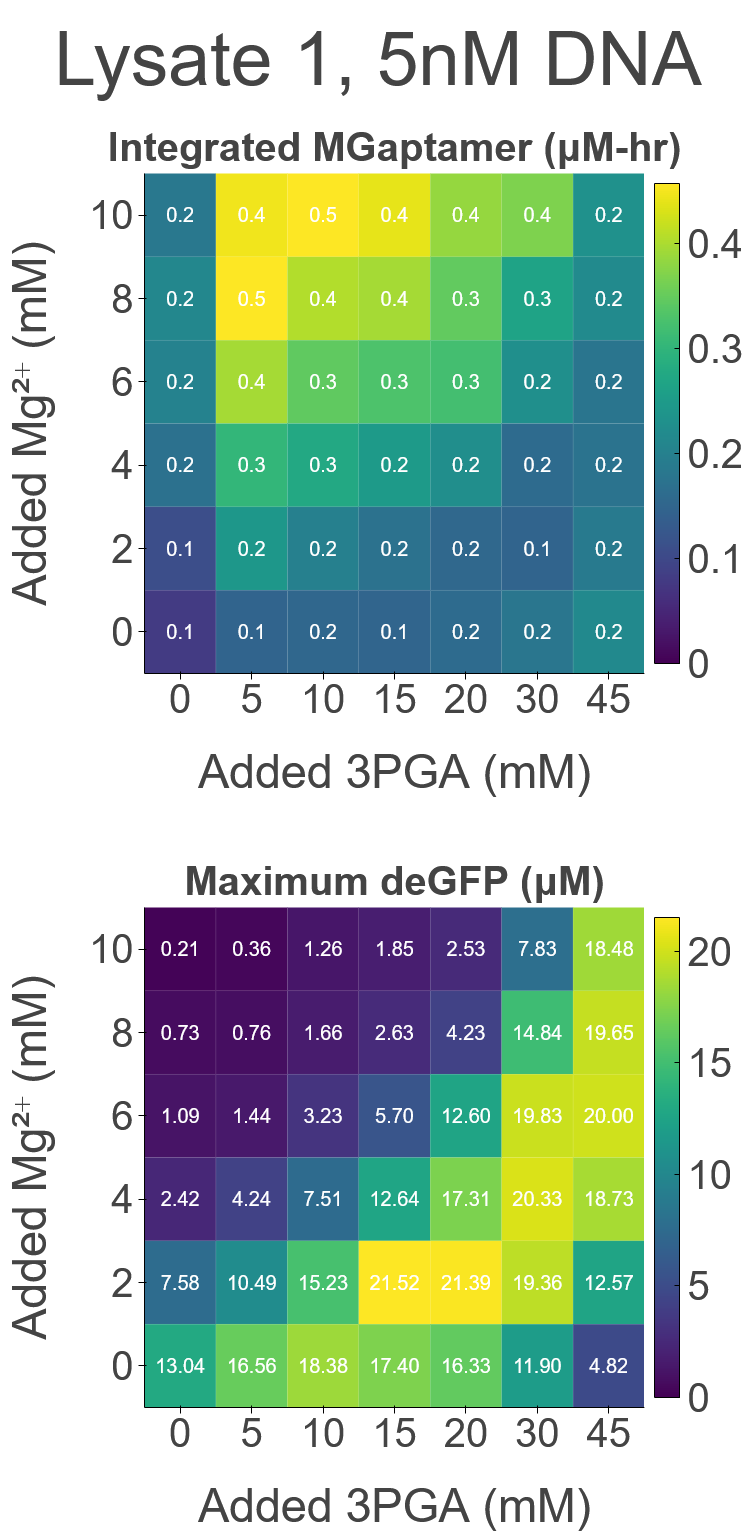 Lysate 1, 5nM DNA
Integrated MGaptamer (µM-hr)
Added Mg²⁺ (mM)
10 0.2 0.4 0.5 0.4 0.4 0.4 0.2
8 0.2 0.5 0.4 0.4 0.3 0.3 0.2
6 0.2 0.4 0.3 0.3 0.3 0.2 0.2
4 0.2 0.3 0.3 0.2 0.2 0.2 0.2
2 0.1 0.2 0.2 0.2 0.2 0.1 0.2
0 0.1 0.1 0.2 0.1 0.2 0.2 0.2
0 5 10 15 20 30 45
Added 3PGA (mM)
0.4
0.3
0.2
0.1
0
Maximum deGFP (µM)
Added Mg²⁺ (mM)
10 0.21 0.36 1.26 1.85 2.53 7.83 18.48
8 0.73 0.76 1.66 2.63 4.23 14.84 19.65
6 1.09 1.44 3.23 5.70 12.60 19.83 20.00
4 2.42 4.24 7.51 12.64 17.31 20.33 18.73
2 7.58 10.49 15.23 21.52 21.39 19.36 12.57
0 13.04 16.56 18.38 17.40 16.33 11.90 4.82
0 5 10 15 20 30 45
Added 3PGA (mM)
20
15
10
5
0